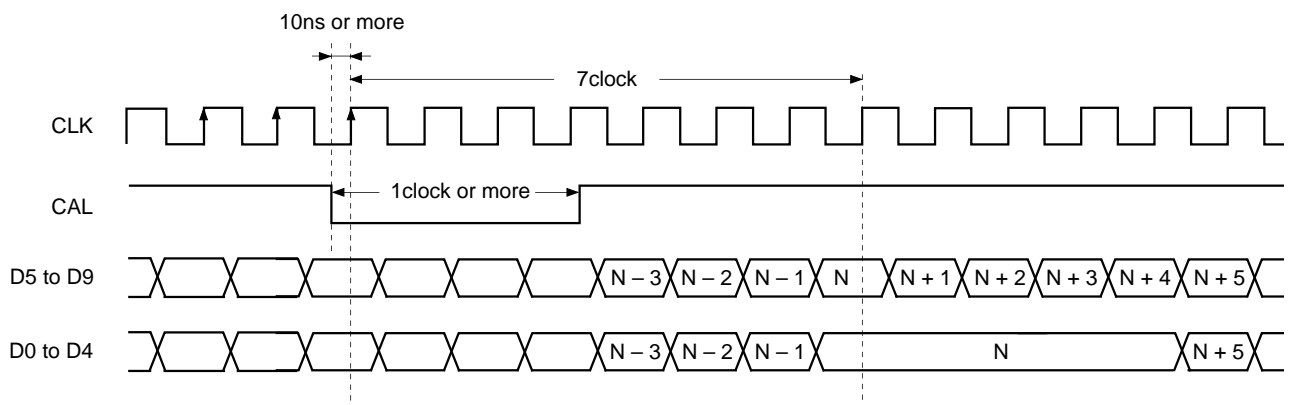 10ns or more
7clock
CLK
1clock or more
CAL
D5 to D9
N – 3 N – 2 N – 1 N N + 1 N + 2 N + 3 N + 4 N + 5
D0 to D4
N – 3 N – 2 N – 1 N N + 5